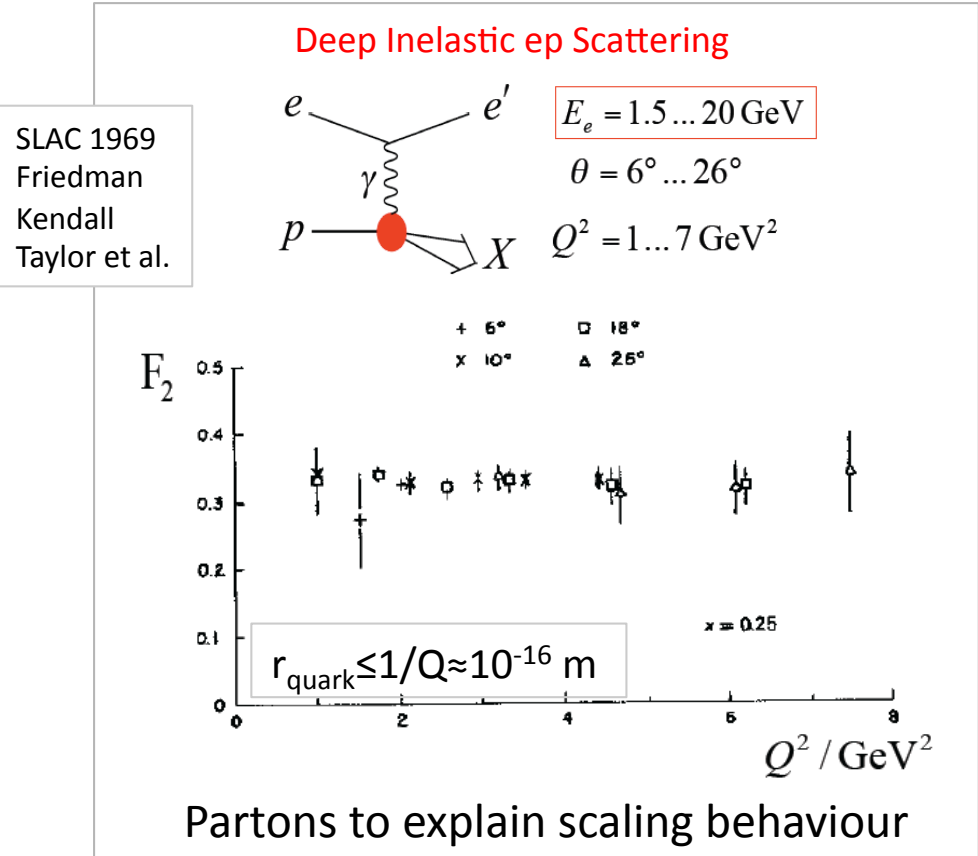 Deep Inelastic ep Scattering
SLAC 1969
Friedman
Kendall
Taylor et al.
e
e'
γ
p
X
E_e = 1.5 ... 20 GeV
θ = 6° ... 26°
Q² = 1 ... 7 GeV²
+ 6° □ 18°
x 10° △ 26°
F₂
0.5
0.4
0.3
0.2
0.1
0
x = 0.25
r_quark≤1/Q≈10⁻¹⁶ m
0 2 4 6 8
Q² / GeV²
Partons to explain scaling behaviour